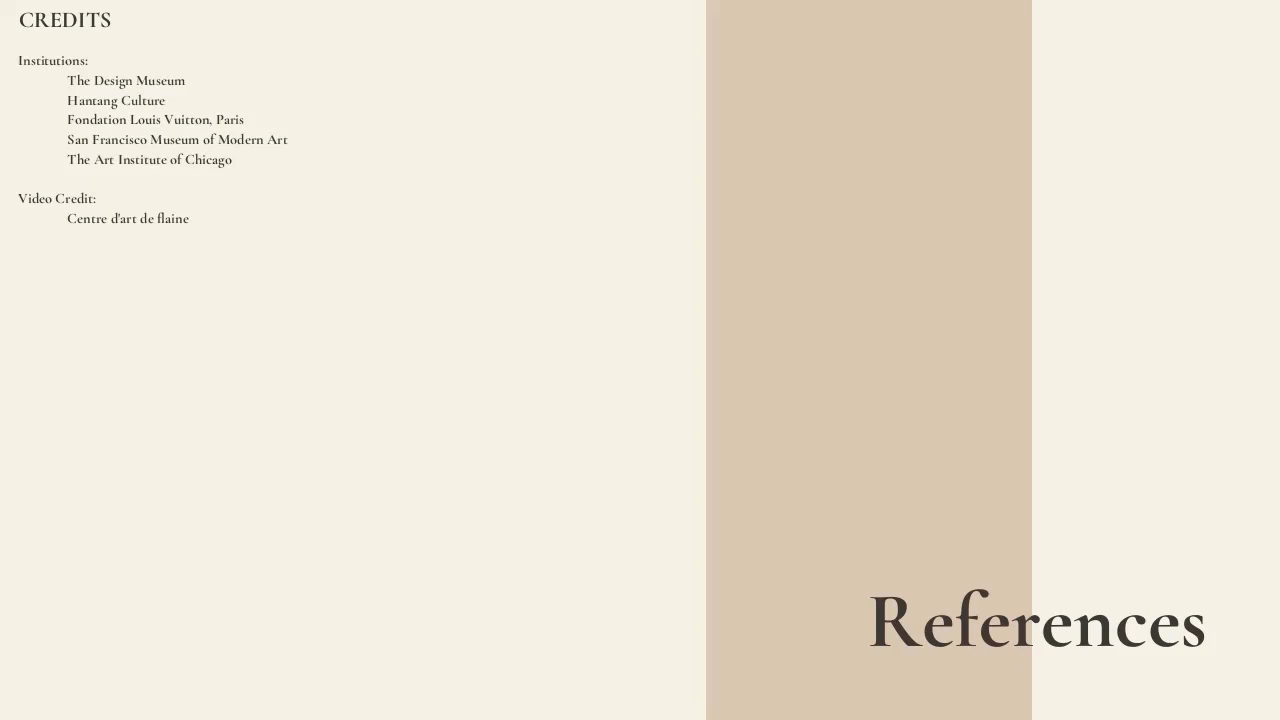 CREDITS
Institutions:
The Design Museum
Hantang Culture
Fondation Louis Vuitton, Paris
San Francisco Museum of Modern Art
The Art Institute of Chicago
Video Credit:
Centre d'art de flaine
References